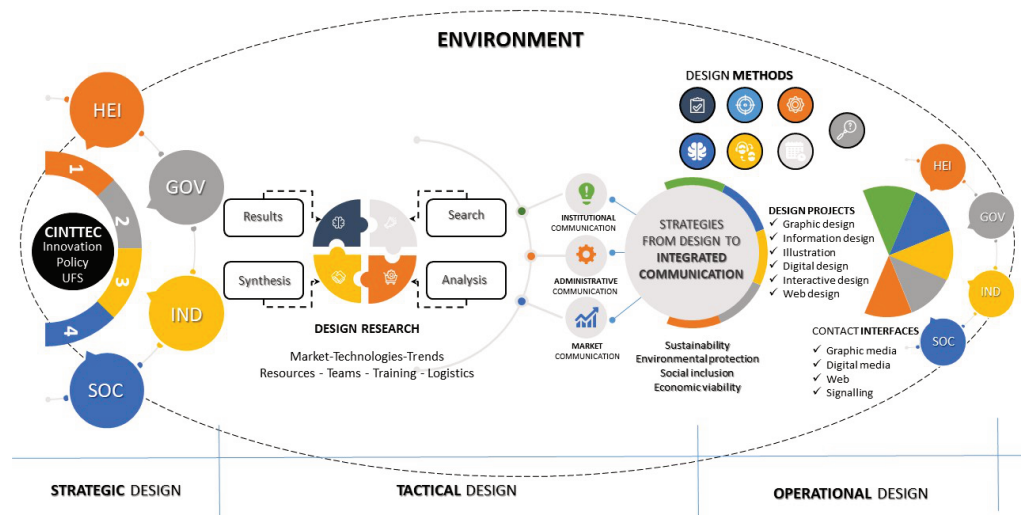 ENVIRONMENT
HEI
GOV
IND
SOC
1
2
3
4
CINTTEC
Innovation
Policy
UFS
Results
Search
Synthesis
Analysis
DESIGN RESEARCH
Market-Technologies-Trends
Resources - Teams - Training - Logistics
INSTITUTIONAL
COMMUNICATION
ADMINISTRATIVE
COMMUNICATION
MARKET
COMMUNICATION
DESIGN METHODS
STRATEGIES
FROM DESIGN TO
INTEGRATED
COMMUNICATION
Sustainability
Environmental protection
Social inclusion
Economic viability
DESIGN PROJECTS
✓ Graphic design
✓ Information design
✓ Illustration
✓ Digital design
✓ Interactive design
✓ Web design
CONTACT INTERFACES
✓ Graphic media
✓ Digital media
✓ Web
✓ Signalling
HEI
GOV
IND
SOC
STRATEGIC DESIGN
TACTICAL DESIGN
OPERATIONAL DESIGN